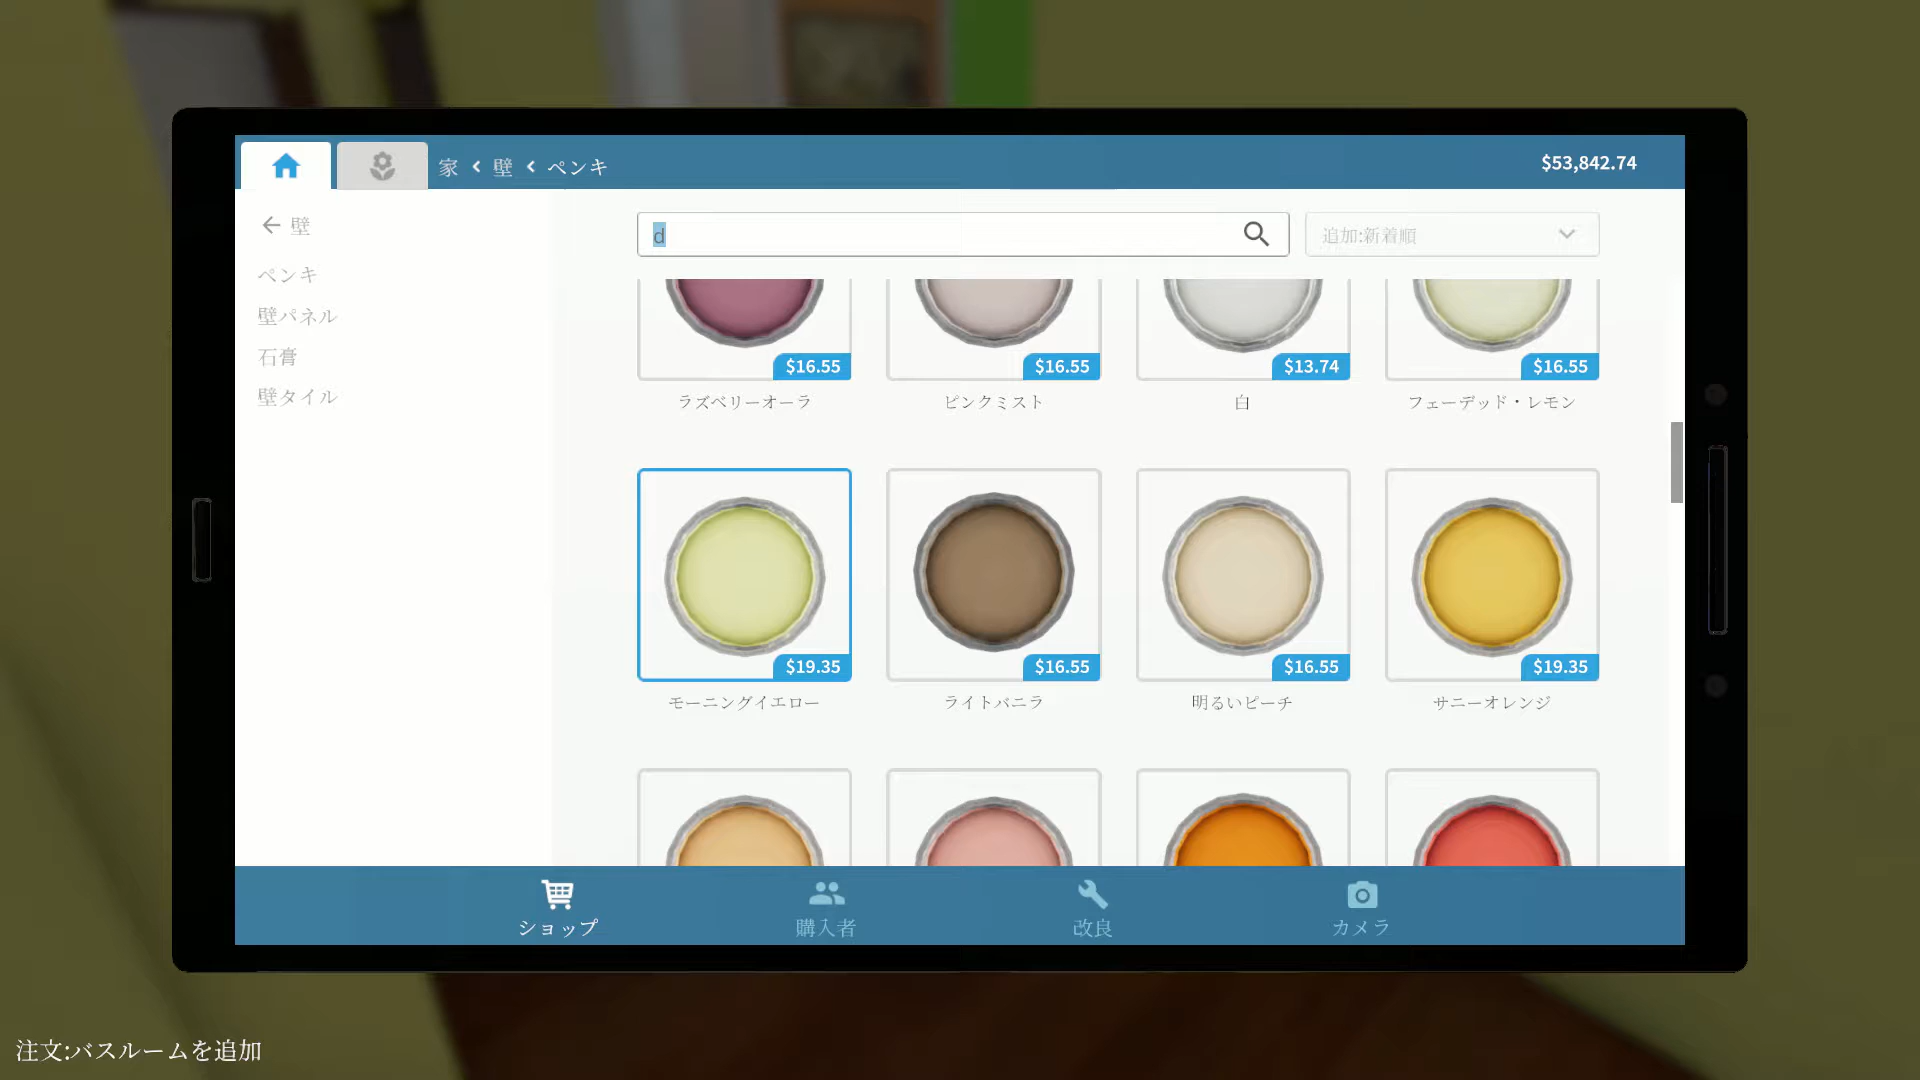 家 < 壁 < ペンキ
$53,842.74
← 壁
d
追加:新着順
ペンキ
壁パネル
石膏
壁タイル
$16.55
$16.55
$13.74
$16.55
ラズベリーオーラ
ピンクミスト
白
フェーデッド・レモン
$19.35
$16.55
$16.55
$19.35
モーニングイエロー
ライトバニラ
明るいピーチ
サニーオレンジ
ショップ
購入者
改良
カメラ
注文:バスルームを追加